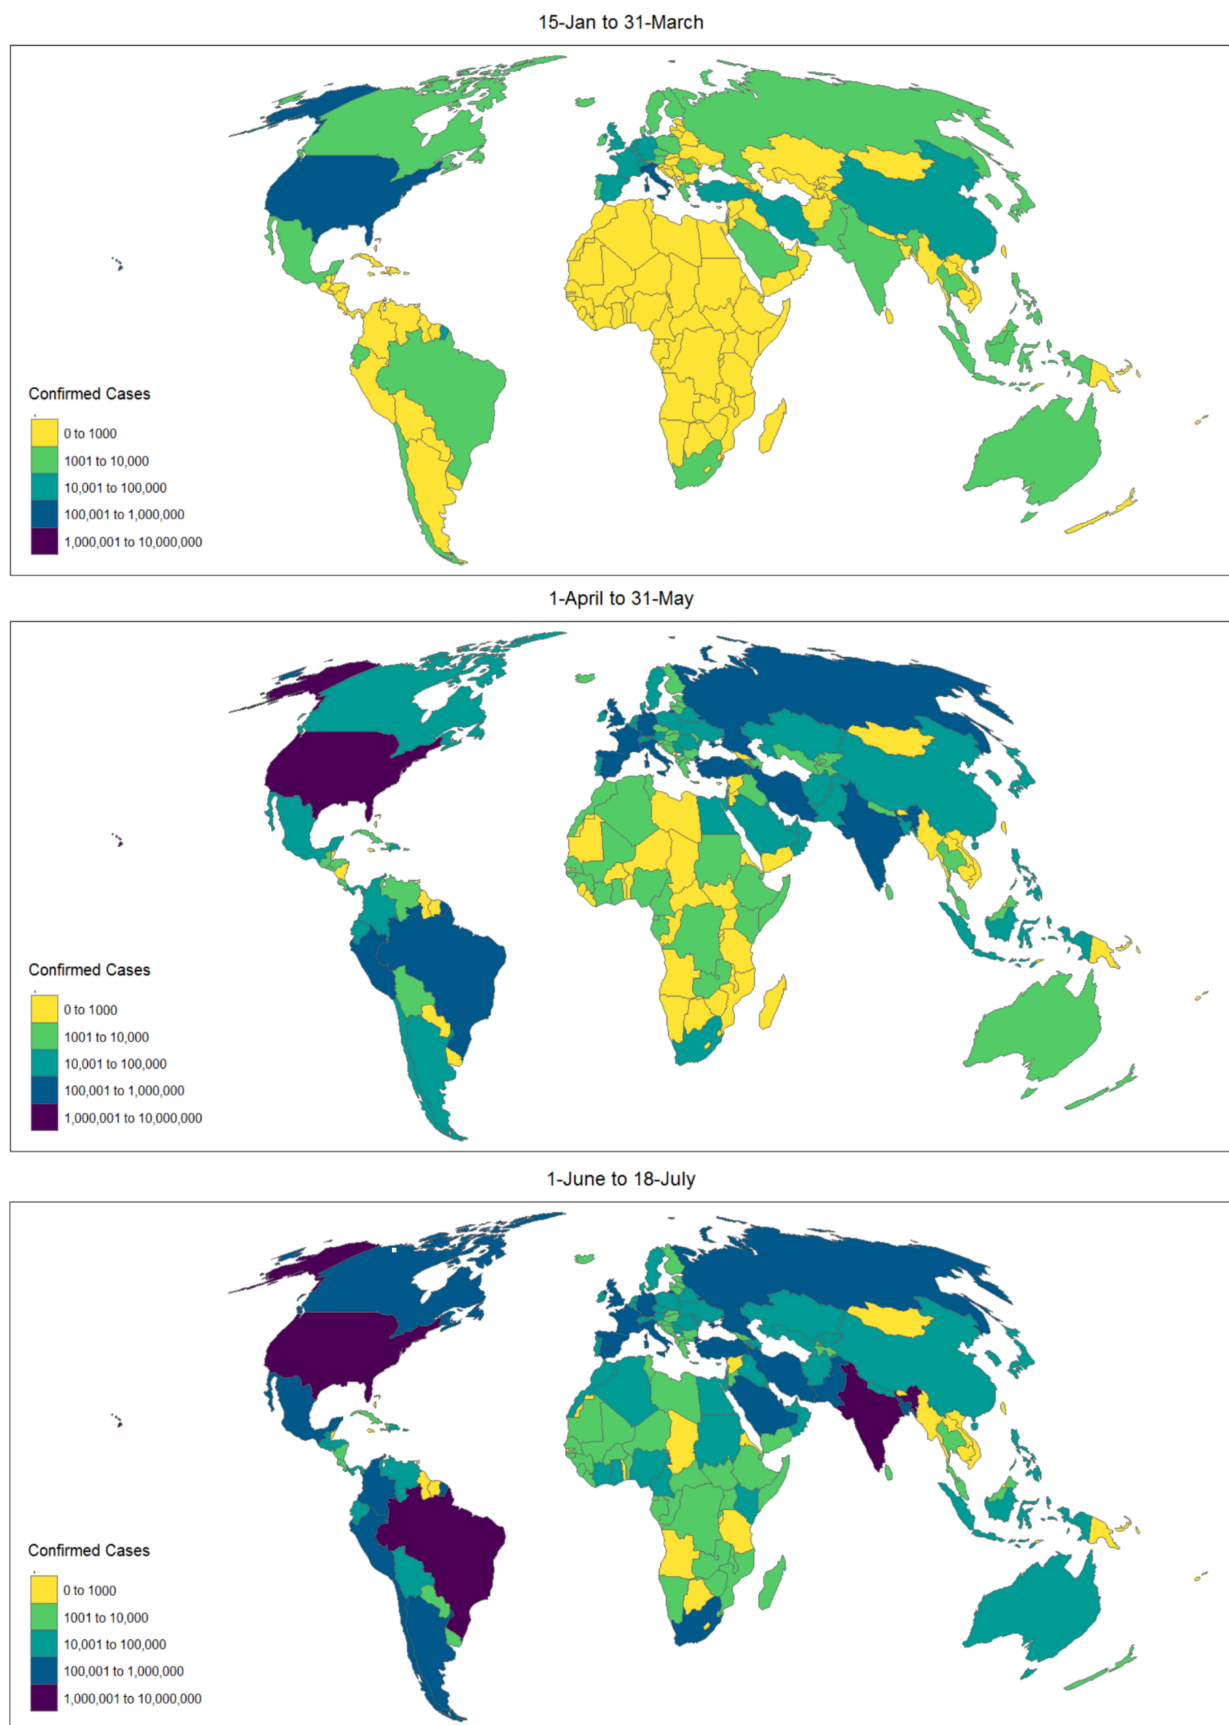 15-Jan to 31-March
Confirmed Cases
0 to 1000
1001 to 10,000
10,001 to 100,000
100,001 to 1,000,000
1,000,001 to 10,000,000
1-April to 31-May
Confirmed Cases
0 to 1000
1001 to 10,000
10,001 to 100,000
100,001 to 1,000,000
1,000,001 to 10,000,000
1-June to 18-July
Confirmed Cases
0 to 1000
1001 to 10,000
10,001 to 100,000
100,001 to 1,000,000
1,000,001 to 10,000,000